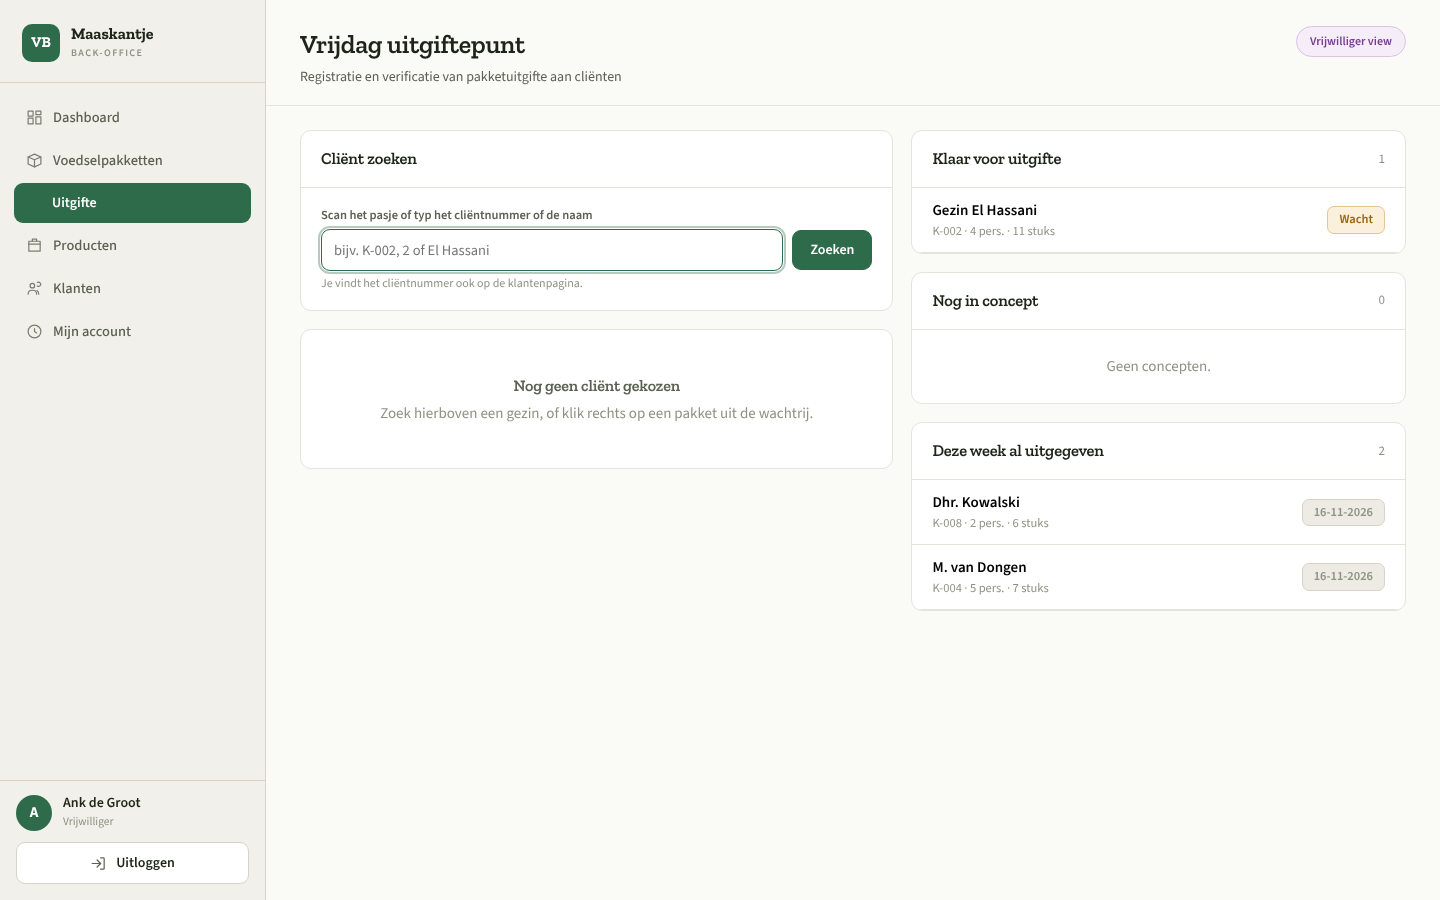 VB
Maaskantje
BACK-OFFICE
Dashboard
Voedselpakketten
Uitgifte
Producten
Klanten
Mijn account
A
Ank de Groot
Vrijwilliger
Uitloggen
Vrijdag uitgiftepunt
Registratie en verificatie van pakketuitgifte aan cliënten
Vrijwilliger view
Cliënt zoeken
Scan het pasje of typ het cliëntnummer of de naam
bijv. K-002, 2 of El Hassani
Zoeken
Je vindt het cliëntnummer ook op de klantenpagina.
Nog geen cliënt gekozen
Zoek hierboven een gezin, of klik rechts op een pakket uit de wachtrij.
Klaar voor uitgifte 1
Gezin El Hassani
K-002 · 4 pers. · 11 stuks
Wacht
Nog in concept 0
Geen concepten.
Deze week al uitgegeven 2
Dhr. Kowalski
K-008 · 2 pers. · 6 stuks
16-11-2026
M. van Dongen
K-004 · 5 pers. · 7 stuks
16-11-2026